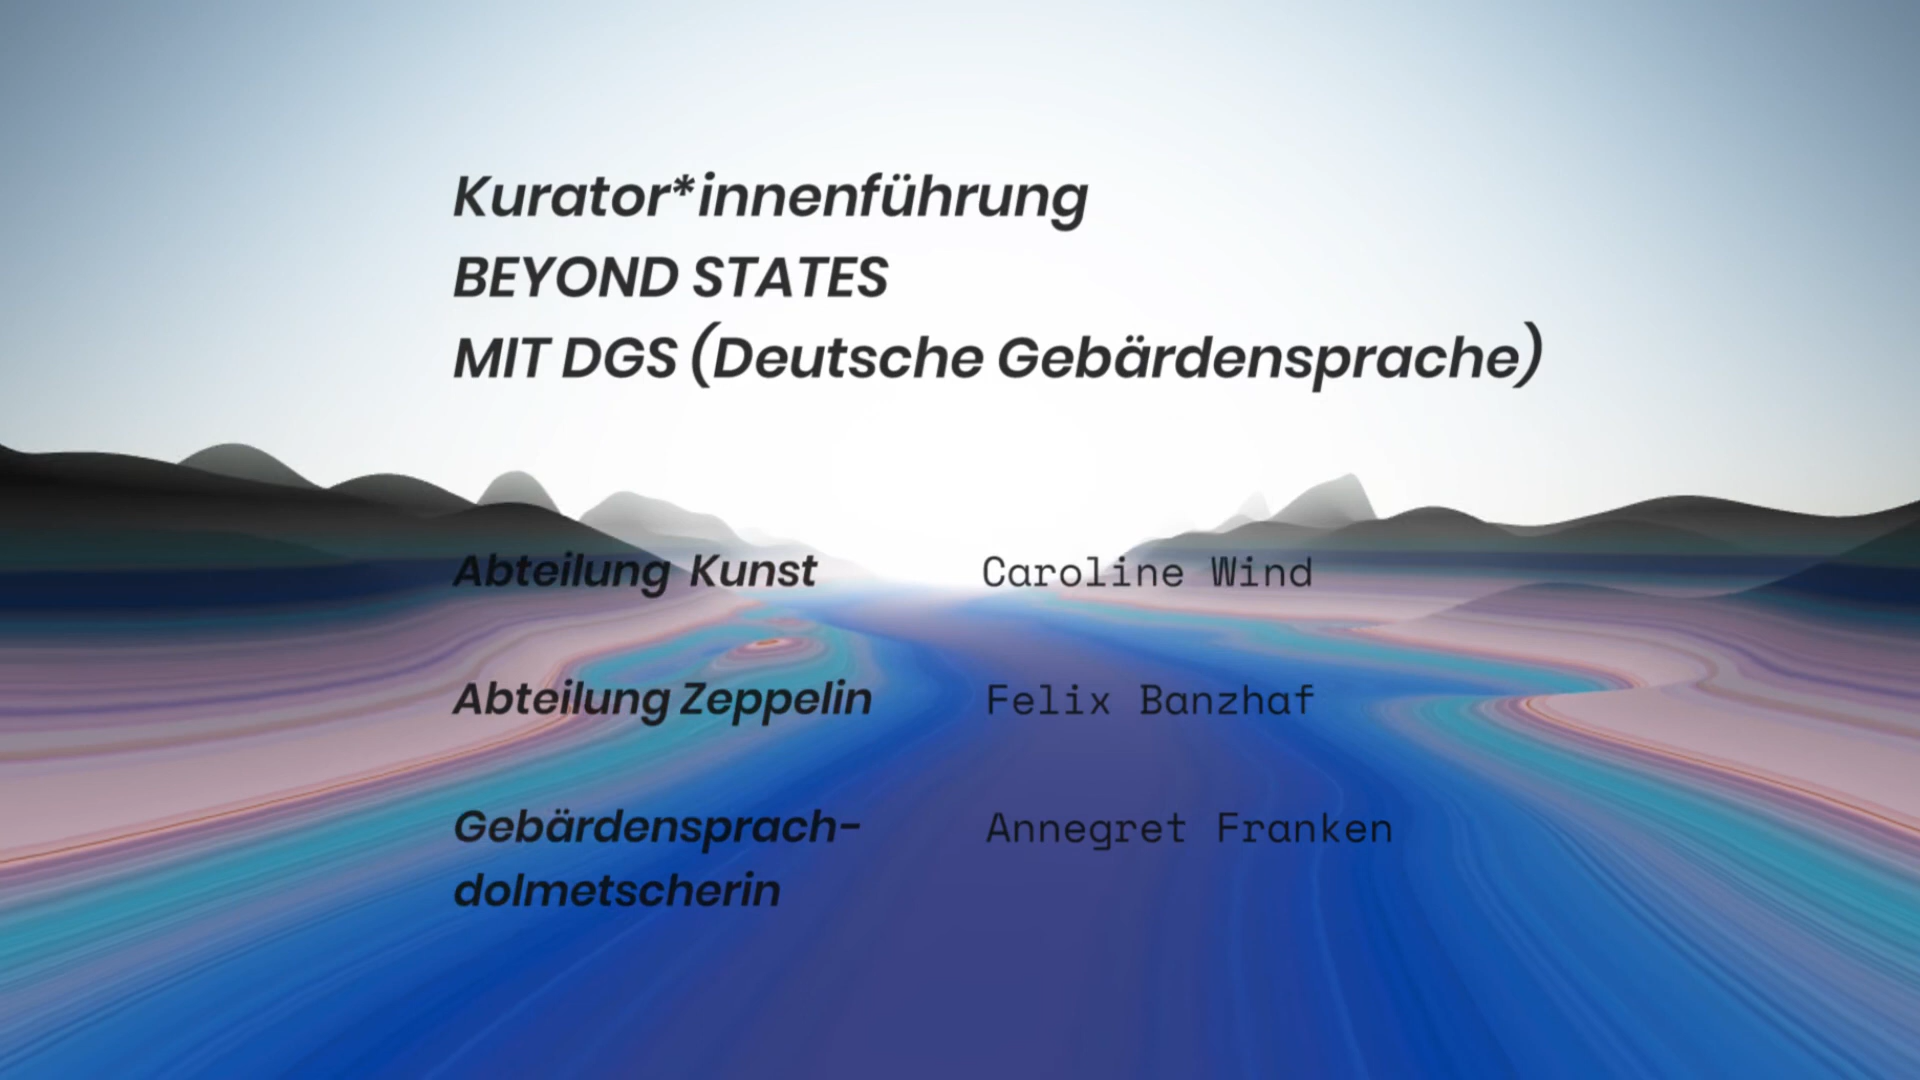 Kurator*innenführung
BEYOND STATES
MIT DGS (Deutsche Gebärdensprache)
Abteilung Kunst Caroline Wind
Abteilung Zeppelin Felix Banzhaf
Gebärdensprach- Annegret Franken
dolmetscherin